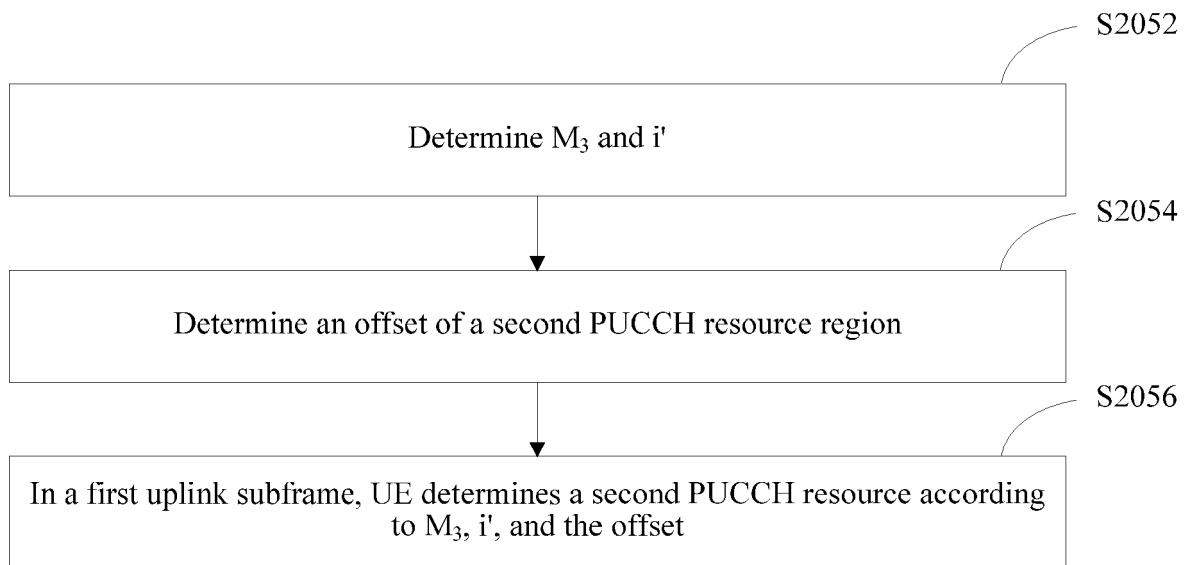 S2052
Determine M₃ and i'
S2054
Determine an offset of a second PUCCH resource region
S2056
In a first uplink subframe, UE determines a second PUCCH resource according
to M₃, i', and the offset